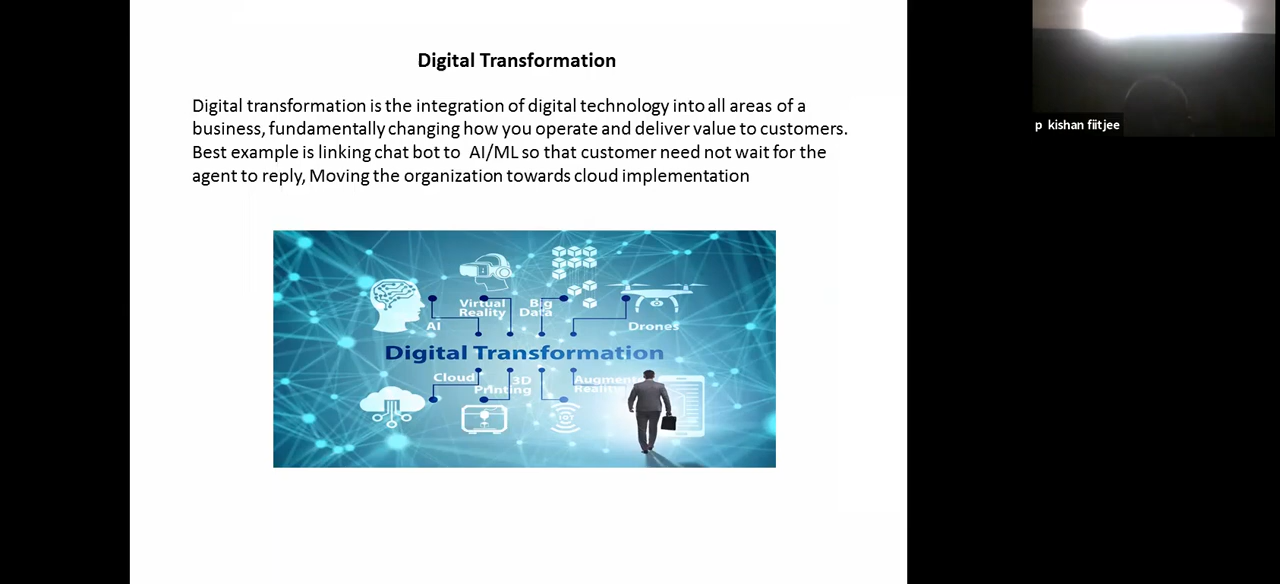 Digital Transformation
Digital transformation is the integration of digital technology into all areas of a
business, fundamentally changing how you operate and deliver value to customers.
Best example is linking chat bot to AI/ML so that customer need not wait for the
agent to reply, Moving the organization towards cloud implementation
p kishan fiitjee
Virtual
Reality
Big
Data
AI
Drones
Digital Transformation
Cloud
3D
Printing